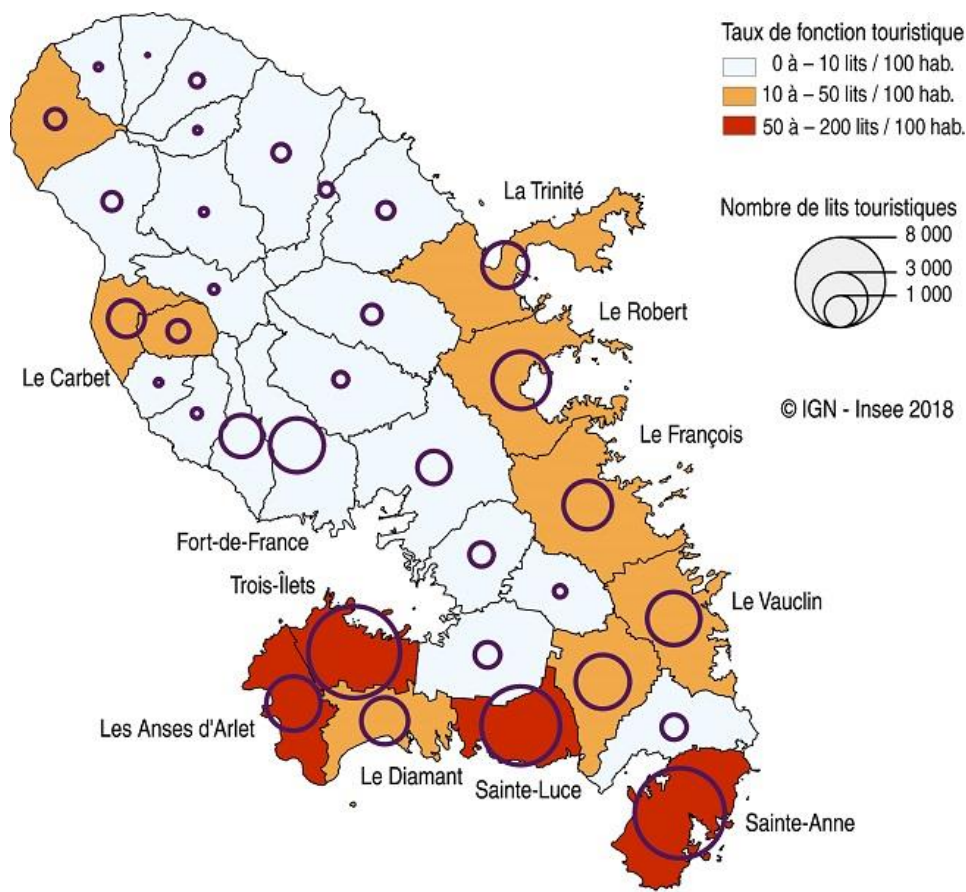 Taux de fonction touristique
0 à – 10 lits / 100 hab.
10 à – 50 lits / 100 hab.
50 à – 200 lits / 100 hab.
La Trinité
Nombre de lits touristiques
8 000
3 000
1 000
Le Robert
Le Carbet
© IGN - Insee 2018
Le François
Fort-de-France
Trois-Îlets
Le Vauclin
Les Anses d'Arlet
Le Diamant
Sainte-Luce
Sainte-Anne